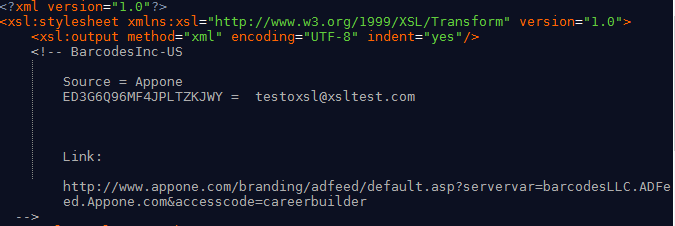 <?xml version="1.0"?>
<xsl:stylesheet xmlns:xsl="http://www.w3.org/1999/XSL/Transform" version="1.0">
<xsl:output method="xml" encoding="UTF-8" indent="yes"/>
<!-- BarcodesInc-US
Source = Appone
ED3G6Q96MF4JPLTZKJWY =  testoxsl@xsltest.com
Link:
http://www.appone.com/branding/adfeed/default.asp?servervar=barcodesLLC.ADFe
ed.Appone.com&accesscode=careerbuilder
-->